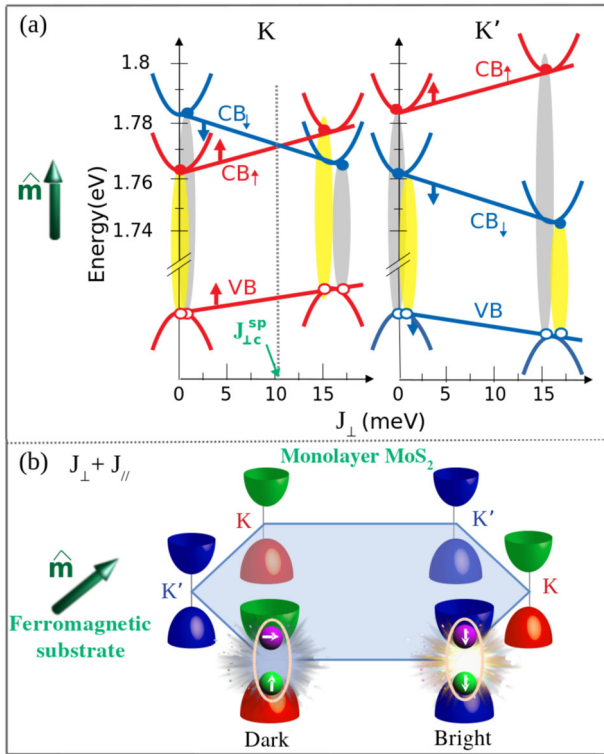 (a)
K
K′
1.8
1.78
1.76
1.74
Energy(eV)
m̂
CB↓
CB↑
VB
J⊥c^sp
CB↑
CB↓
VB
0 5 10 15
0 5 10 15
J⊥(meV)
(b)
J⊥+ J//
Monolayer MoS₂
K
K′
m̂
K′
K
Ferromagnetic
substrate
Dark
Bright